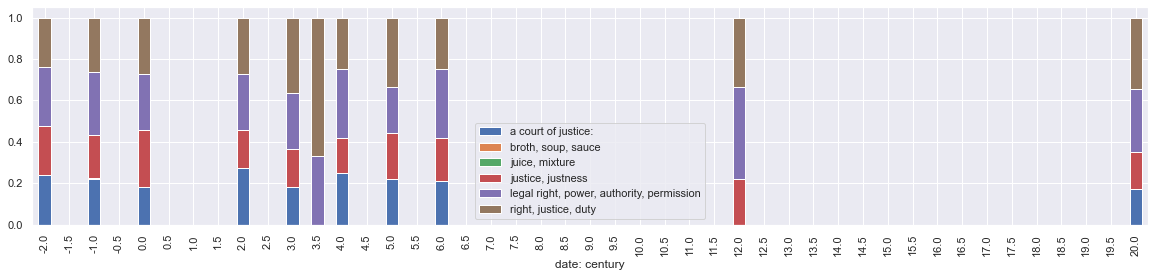 1.0
0.8
0.6
0.4
0.2
0.0
a court of justice:
broth, soup, sauce
juice, mixture
justice, justness
legal right, power, authority, permission
right, justice, duty
-2.0 -1.5 -1.0 -0.5 0.0 0.5 1.0 1.5 2.0 2.5 3.0 3.5 4.0 4.5 5.0 5.5 6.0 6.5 7.0 7.5 8.0 8.5 9.0 9.5 10.0 10.5 11.0 11.5 12.0 12.5 13.0 13.5 14.0 14.5 15.0 15.5 16.0 16.5 17.0 17.5 18.0 18.5 19.0 19.5 20.0
date: century